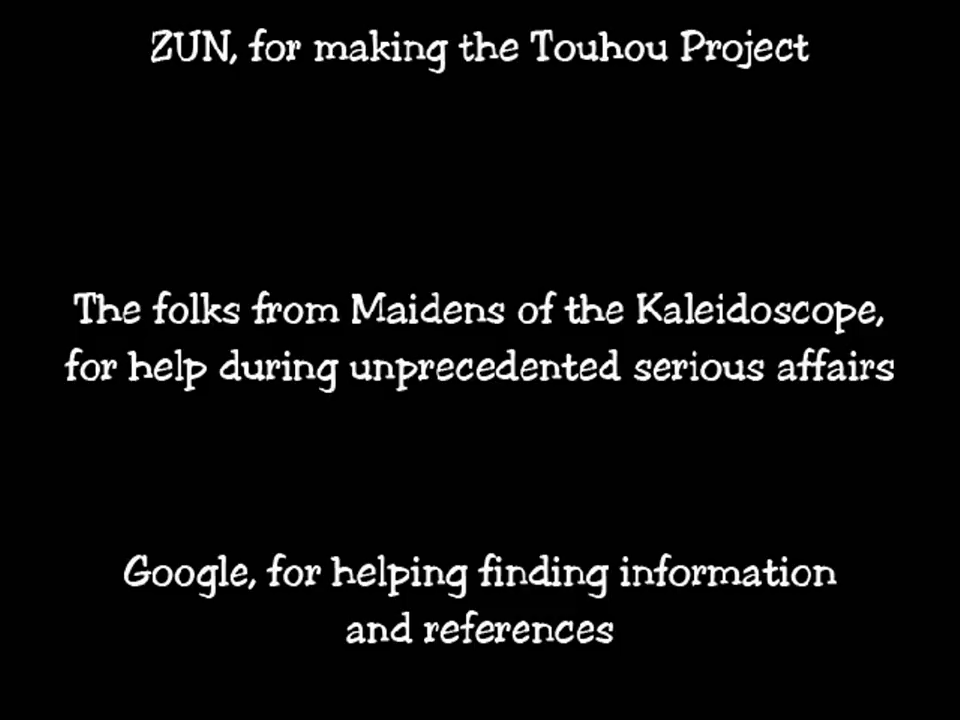 ZUN, for making the Touhou Project
The folks from Maidens of the Kaleidoscope,
for help during unprecedented serious affairs
Google, for helping finding information
and references